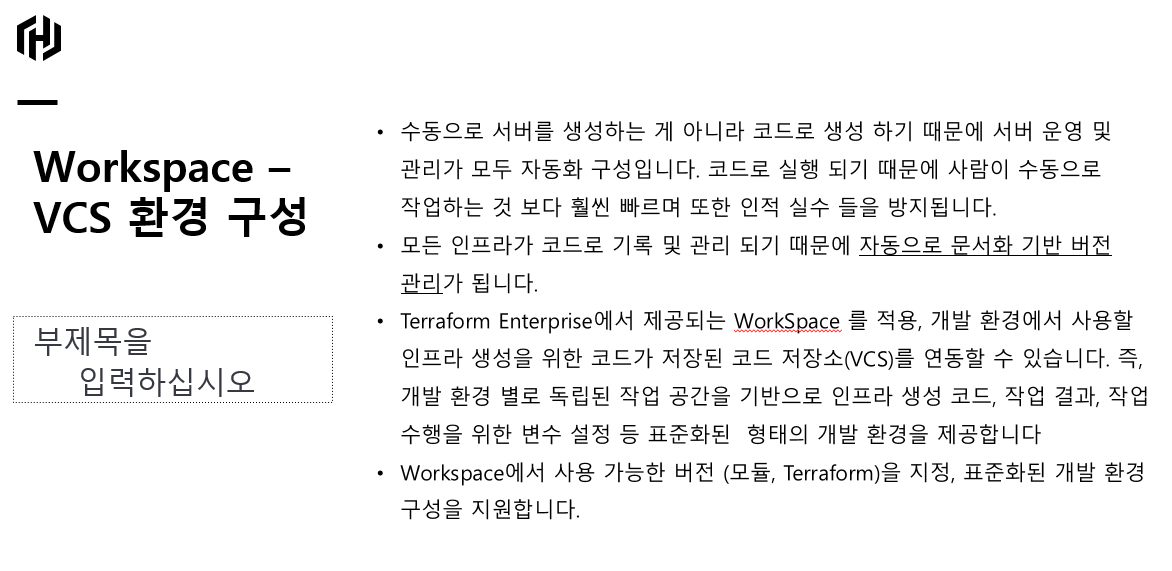 Workspace –
VCS 환경 구성
부제목을
입력하십시오
• 수동으로 서버를 생성하는 게 아니라 코드로 생성 하기 때문에 서버 운영 및
관리가 모두 자동화 구성입니다. 코드로 실행 되기 때문에 사람이 수동으로
작업하는 것 보다 훨씬 빠르며 또한 인적 실수 들을 방지됩니다.
• 모든 인프라가 코드로 기록 및 관리 되기 때문에 자동으로 문서화 기반 버전
관리가 됩니다.
• Terraform Enterprise에서 제공되는 WorkSpace 를 적용, 개발 환경에서 사용할
인프라 생성을 위한 코드가 저장된 코드 저장소(VCS)를 연동할 수 있습니다. 즉,
개발 환경 별로 독립된 작업 공간을 기반으로 인프라 생성 코드, 작업 결과, 작업
수행을 위한 변수 설정 등 표준화된  형태의 개발 환경을 제공합니다
• Workspace에서 사용 가능한 버전 (모듈, Terraform)을 지정, 표준화된 개발 환경
구성을 지원합니다.